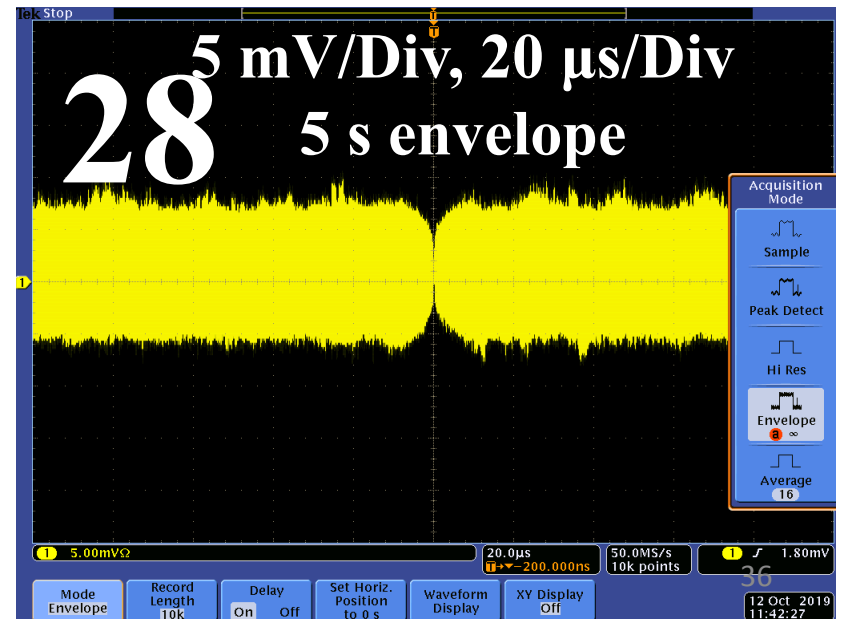 Tek Stop
T
T
5 mV/Div, 20 µs/Div
28
5 s envelope
Acquisition
Mode
Sample
Peak Detect
Hi Res
Envelope
a ∞
Average
16
1
1 5.00mVΩ
20.0µs
T→▼−200.000ns
50.0MS/s
10k points
1 ƒ 1.80mV
36
Mode
Envelope
Record
Length
10k
Delay
On Off
Set Horiz.
Position
to 0 s
Waveform
Display
XY Display
Off
12 Oct 2019
11:42:27